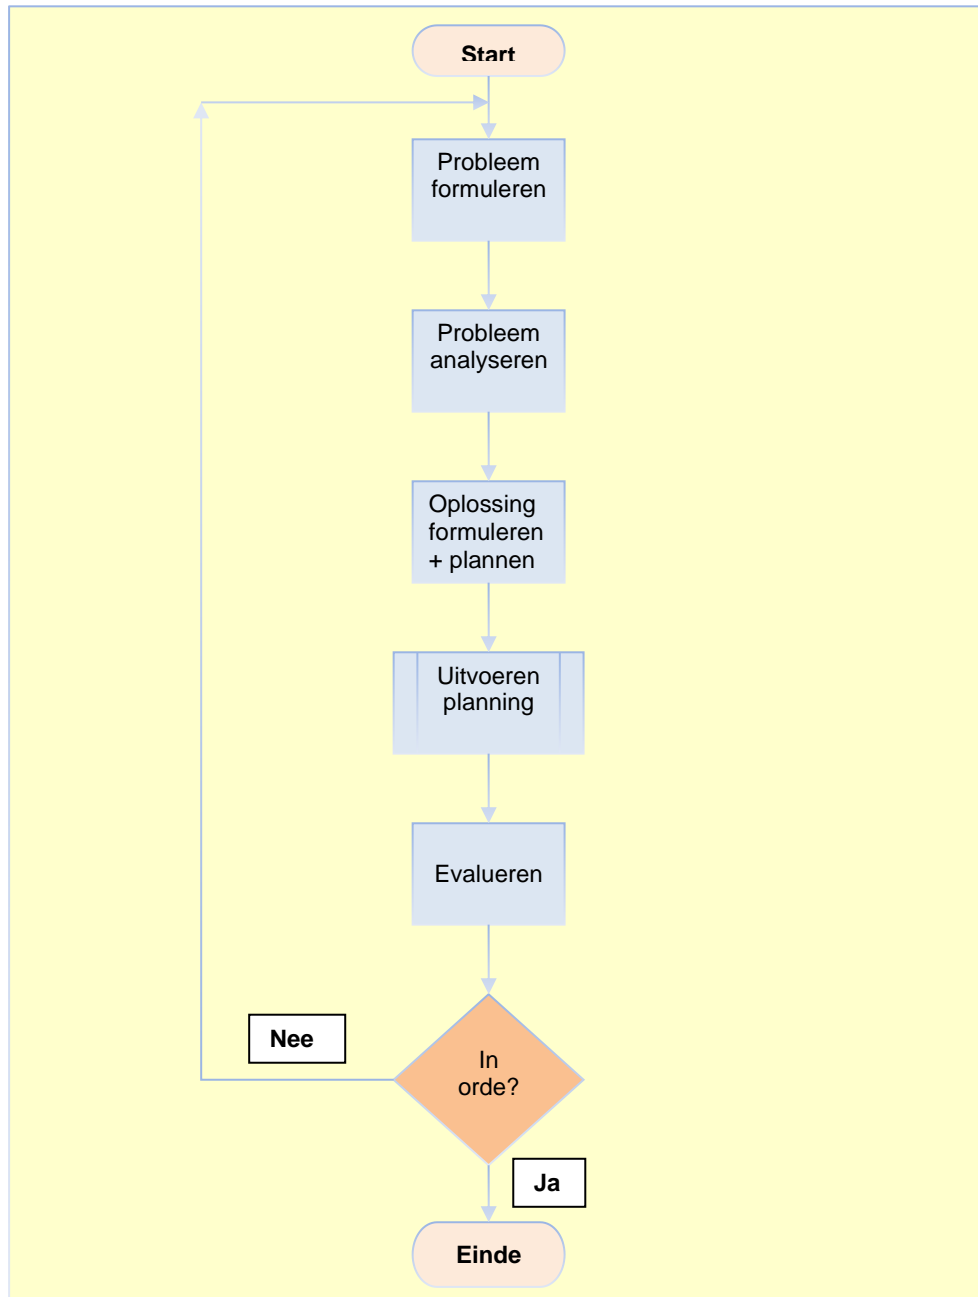 Start
Probleem
formuleren
Probleem
analyseren
Oplossing
formuleren
+ plannen
Uitvoeren
planning
Evalueren
Nee
In
orde?
Ja
Einde